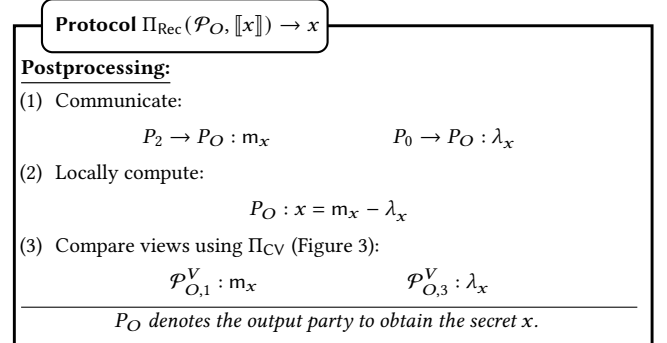 Protocol Π_Rec(𝒫_O, ⟦x⟧) → x
Postprocessing:
(1) Communicate:
P_2 → P_O : m_x P_0 → P_O : λ_x
(2) Locally compute:
P_O : x = m_x − λ_x
(3) Compare views using Π_CV (Figure 3):
𝒫^V_{O,1} : m_x 𝒫^V_{O,3} : λ_x
P_O denotes the output party to obtain the secret x.